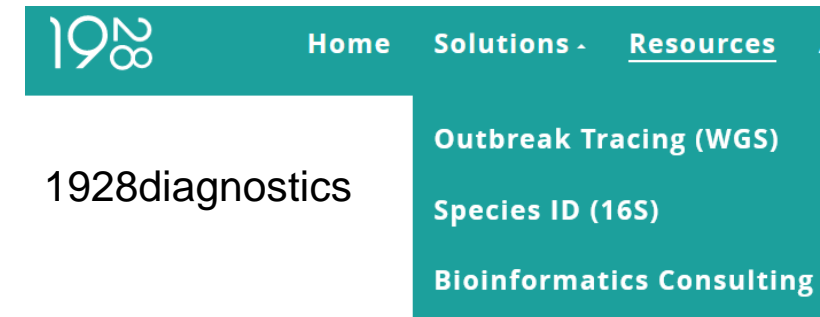 1928
Home Solutions Resources
Outbreak Tracing (WGS)
1928diagnostics
Species ID (16S)
Bioinformatics Consulting